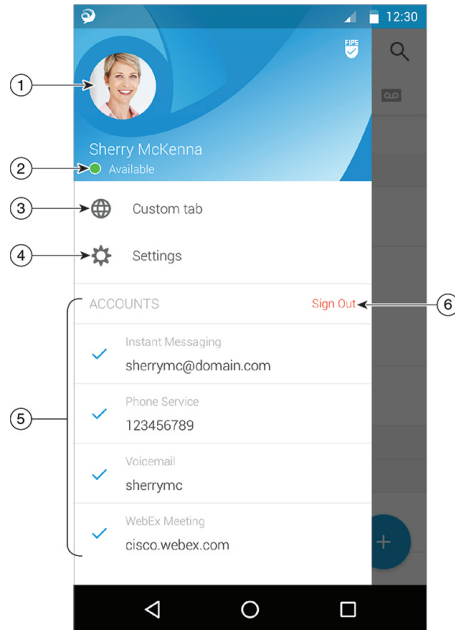 12:30
FIPS
1
Sherry McKenna
2
Available
3
Custom tab
4
Settings
ACCOUNTS
Sign Out
6
Instant Messaging
sherrymc@domain.com
5
Phone Service
123456789
Voicemail
sherrymc
WebEx Meeting
cisco.webex.com